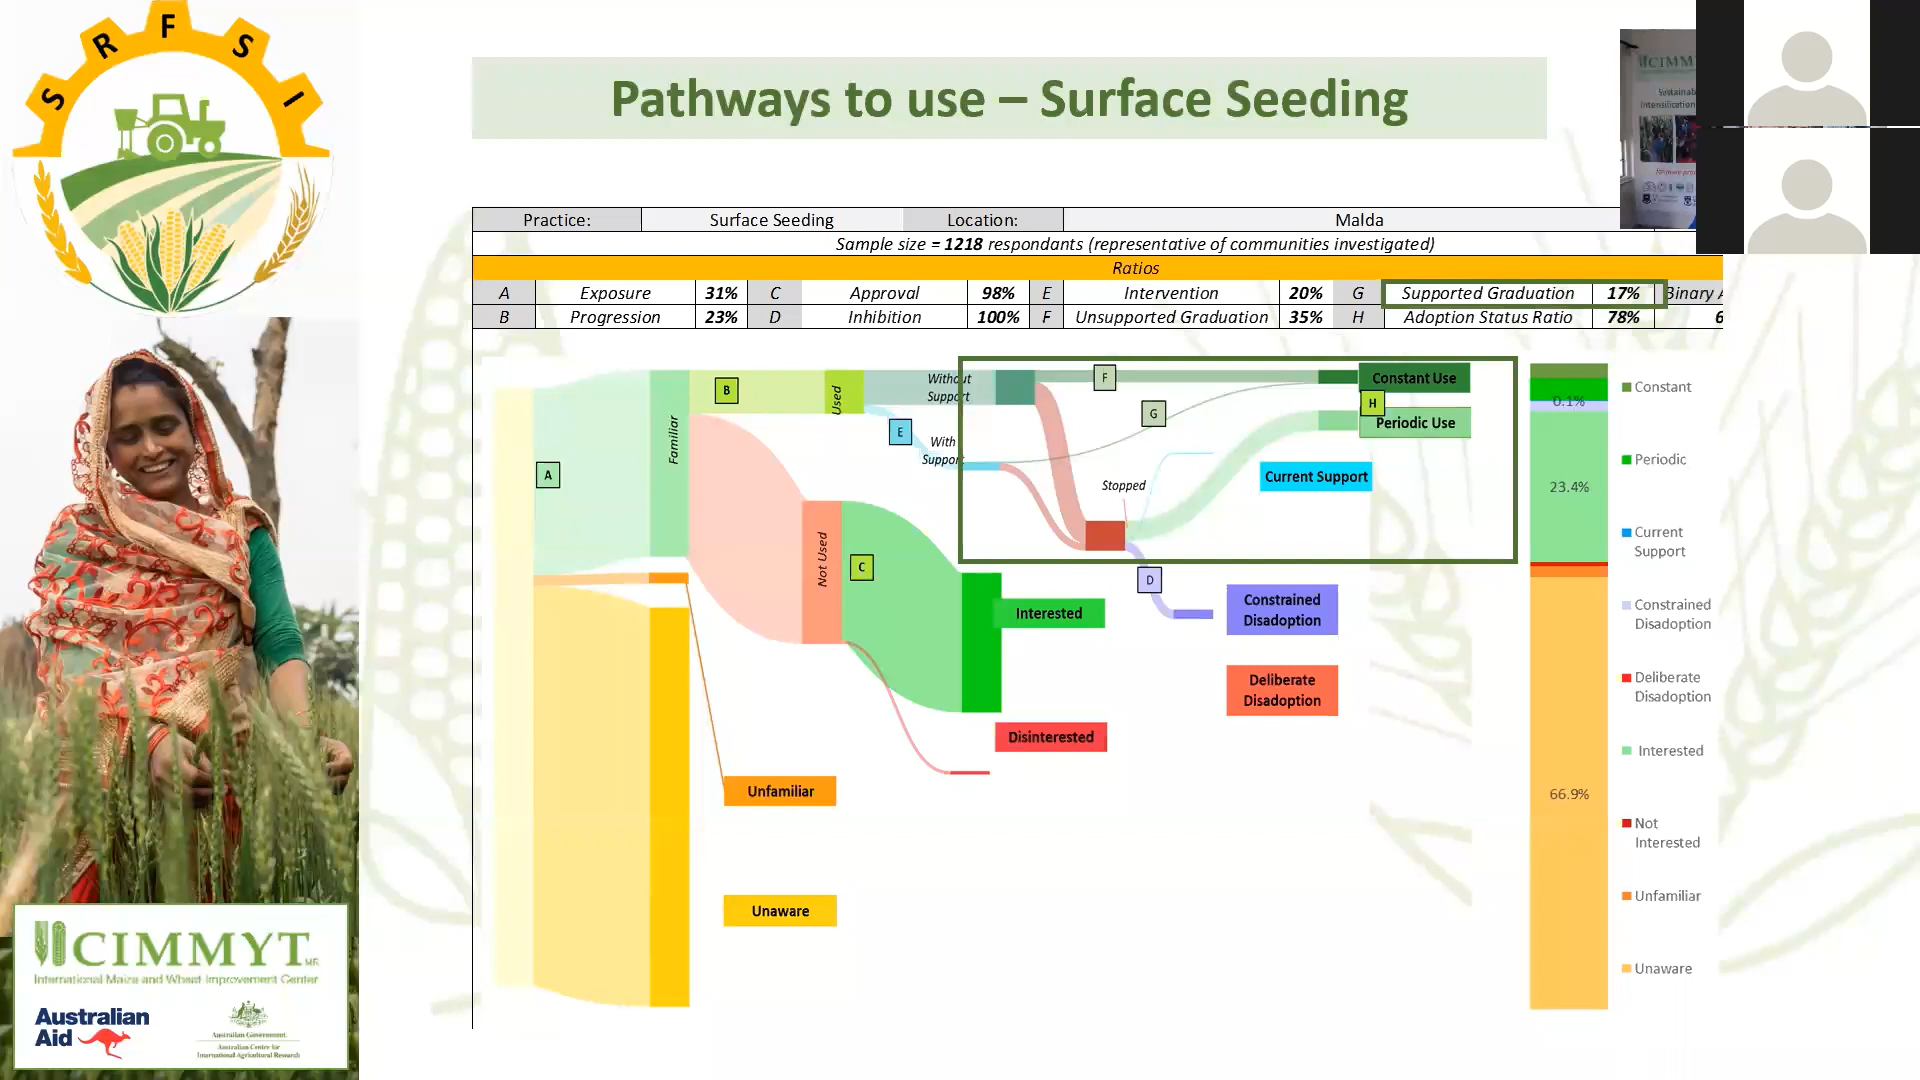 S R F S I
Pathways to use – Surface Seeding
CIMMYT
Practice: Surface Seeding Location: Malda
Sample size = 1218 respondants (representative of communities investigated)
Ratios
A Exposure 31% C Approval 98% E Intervention 20% G Supported Graduation 17% Binary A
B Progression 23% D Inhibition 100% F Unsupported Graduation 35% H Adoption Status Ratio 78% 6
A
Familiar
B
Used
Without
Support
E
With
Support
F
G
Constant Use
H
Periodic Use
Current Support
Stopped
Not Used
C
D
Constrained
Disadoption
Interested
Deliberate
Disadoption
Disinterested
Unfamiliar
Unaware
0.1%
23.4%
66.9%
Constant
Periodic
Current
Support
Constrained
Disadoption
Deliberate
Disadoption
Interested
Not
Interested
Unfamiliar
Unaware
CIMMYT
International Maize and Wheat Improvement Center
Australian
Aid
Australian Government
Australian Centre for
International Agricultural Research